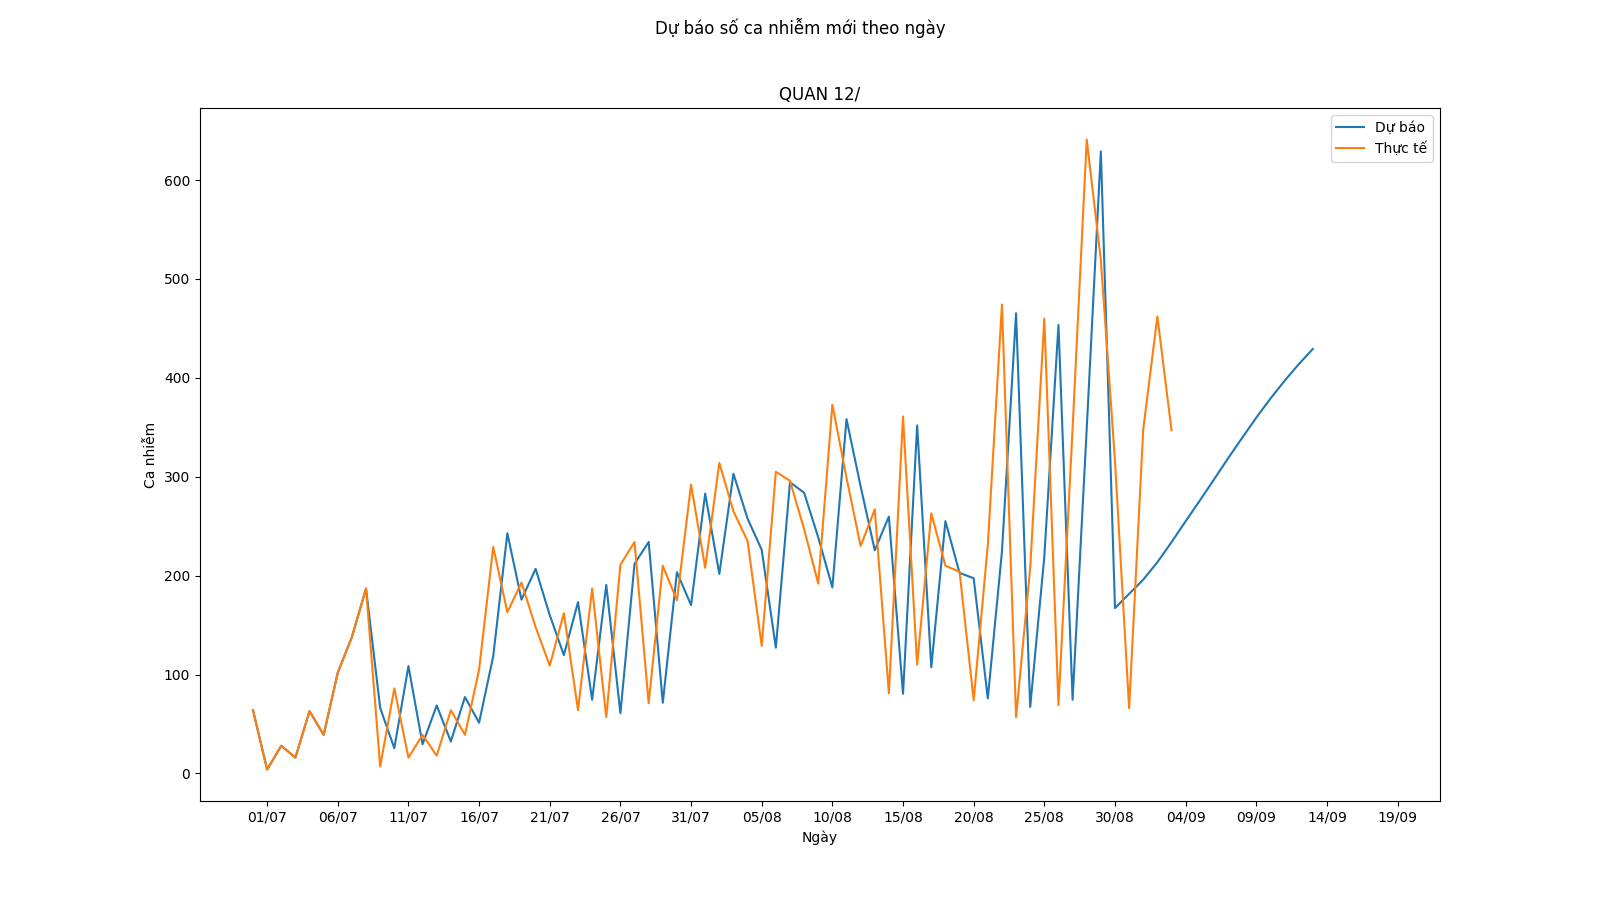 Dự báo số ca nhiễm mới theo ngày
QUAN 12/
Dự báo
Thực tế
600
500
400
300
200
100
0
Ca nhiễm
01/07 06/07 11/07 16/07 21/07 26/07 31/07 05/08 10/08 15/08 20/08 25/08 30/08 04/09 09/09 14/09 19/09
Ngày